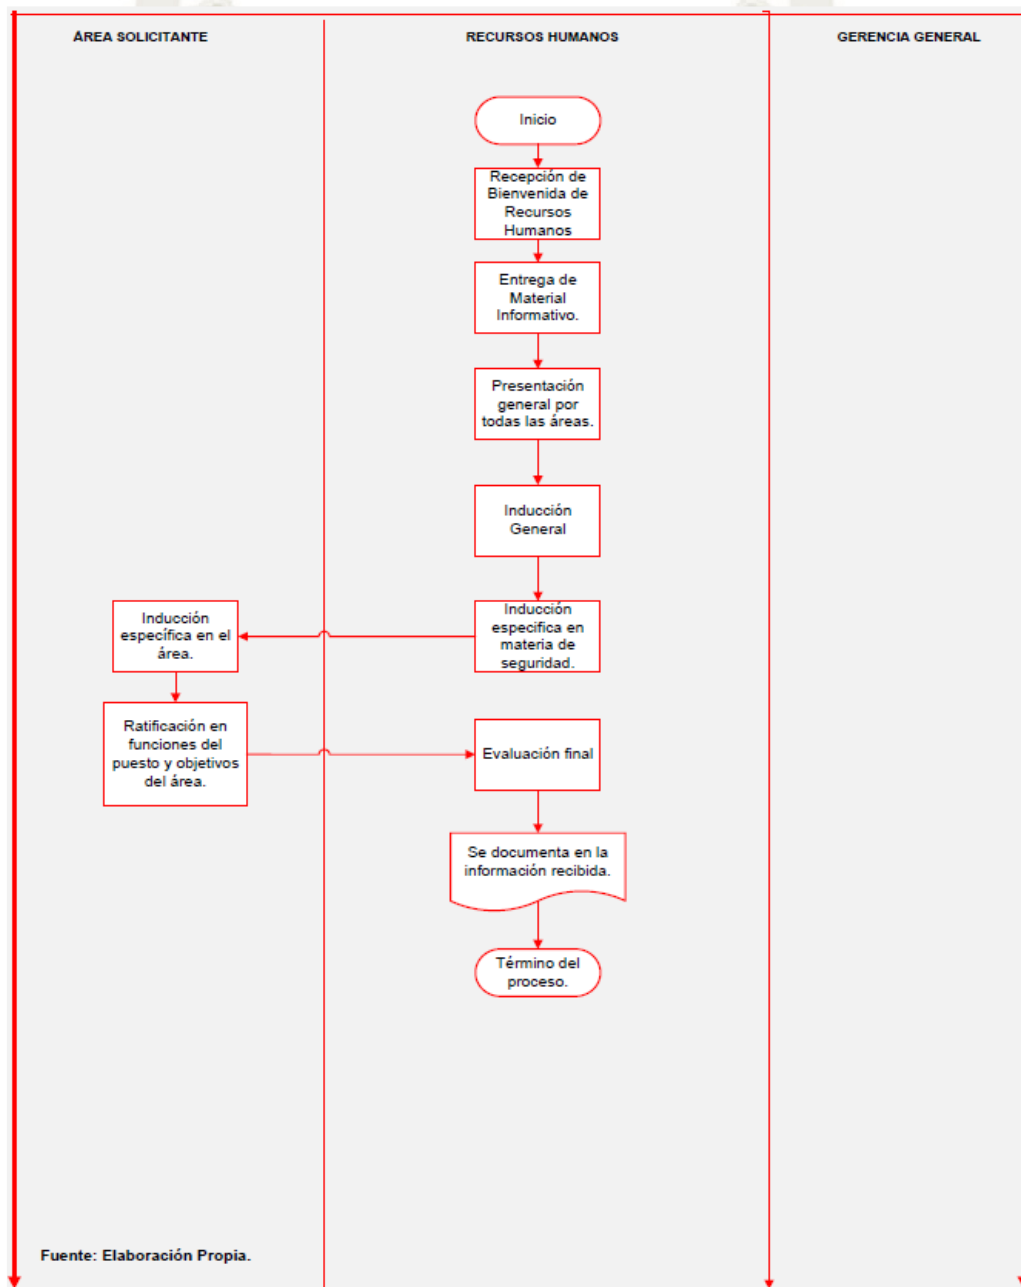 ÁREA SOLICITANTE
RECURSOS HUMANOS
GERENCIA GENERAL
Inicio
Recepción de
Bienvenida de
Recursos
Humanos
Entrega de
Material
Informativo.
Presentación
general por
todas las áreas.
Inducción
General
Inducción
especifica en
materia de
seguridad.
Inducción
específica en el
área.
Ratificación en
funciones del
puesto y objetivos
del área.
Evaluación final
Se documenta en la
información recibida.
Término del
proceso.
Fuente: Elaboración Propia.